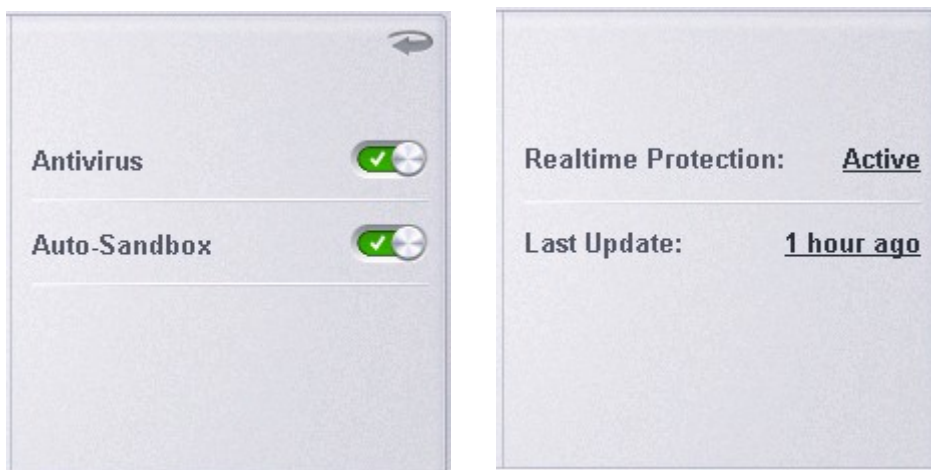 Antivirus
Auto-Sandbox
Realtime Protection: Active
Last Update: 1 hour ago